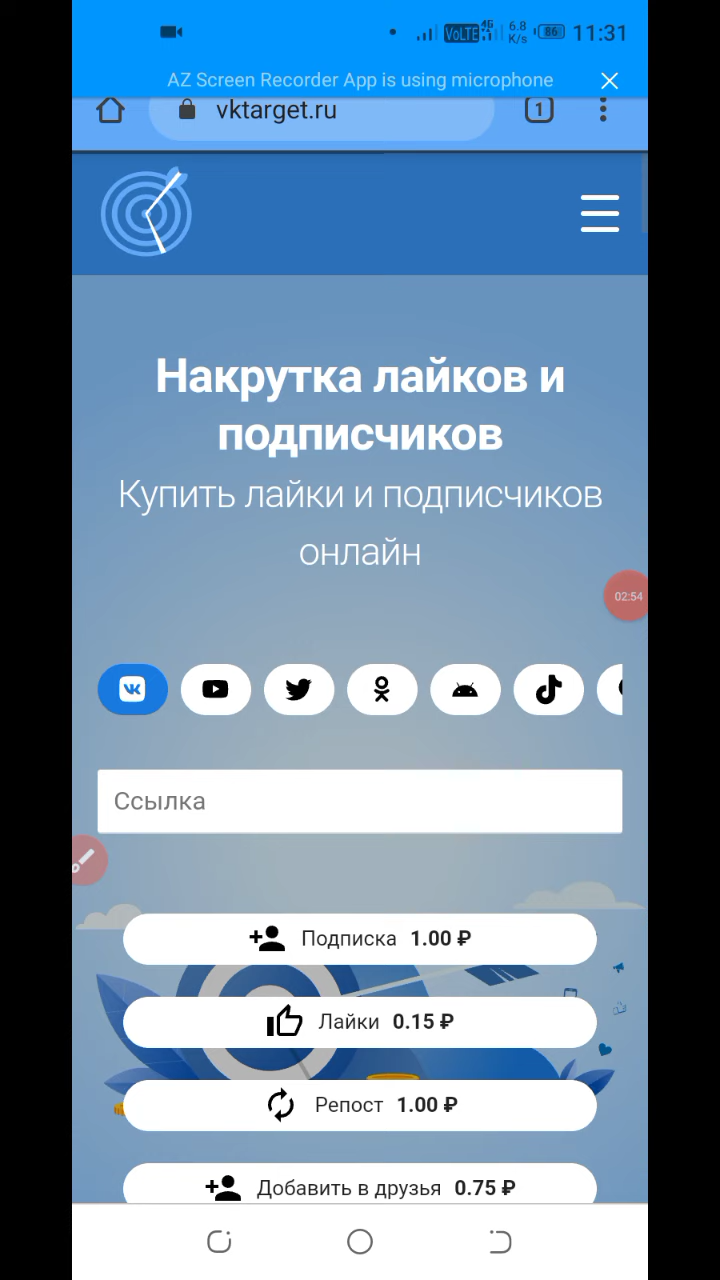 VoLTE 4G 6.8 K/s 86 11:31
AZ Screen Recorder App is using microphone
vktarget.ru 1
Накрутка лайков и
подписчиков
Купить лайки и подписчиков
онлайн
02:54
Ссылка
Подписка 1.00 ₽
Лайки 0.15 ₽
Репост 1.00 ₽
Добавить в друзья 0.75 ₽